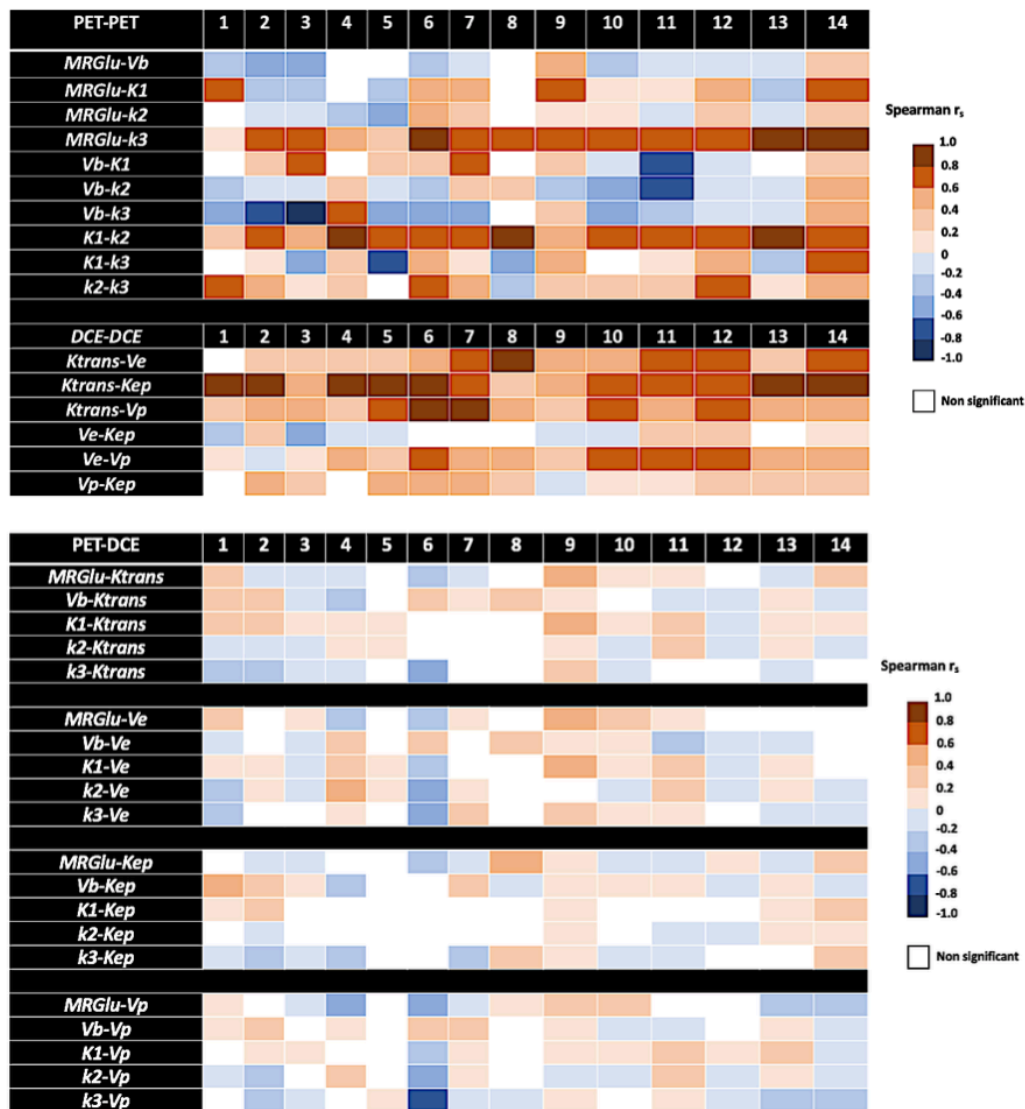 PET-PET 1 2 3 4 5 6 7 8 9 10 11 12 13 14
MRGlu-Vb
MRGlu-K1
MRGlu-k2
MRGlu-k3
Vb-K1
Vb-k2
Vb-k3
K1-k2
K1-k3
k2-k3
DCE-DCE 1 2 3 4 5 6 7 8 9 10 11 12 13 14
Ktrans-Ve
Ktrans-Kep
Ktrans-Vp
Ve-Kep
Ve-Vp
Vp-Kep
Spearman rs
1.0
0.8
0.6
0.4
0.2
0
-0.2
-0.4
-0.6
-0.8
-1.0
Non significant
PET-DCE 1 2 3 4 5 6 7 8 9 10 11 12 13 14
MRGlu-Ktrans
Vb-Ktrans
K1-Ktrans
k2-Ktrans
k3-Ktrans
MRGlu-Ve
Vb-Ve
K1-Ve
k2-Ve
k3-Ve
MRGlu-Kep
Vb-Kep
K1-Kep
k2-Kep
k3-Kep
MRGlu-Vp
Vb-Vp
K1-Vp
k2-Vp
k3-Vp
Spearman rs
1.0
0.8
0.6
0.4
0.2
0
-0.2
-0.4
-0.6
-0.8
-1.0
Non significant